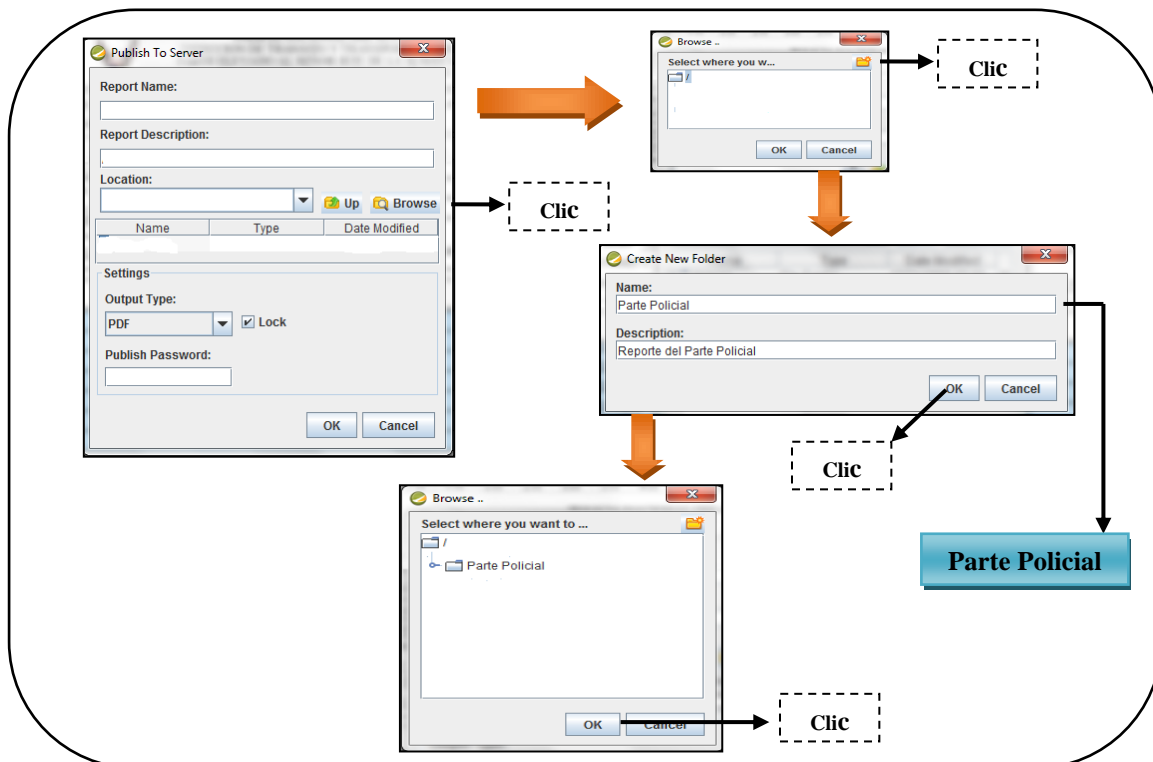 Publish To Server
Report Name:
Report Description:
.
Location:
Up Browse
Name Type Date Modified
Settings
Output Type:
PDF Lock
Publish Password:
OK Cancel
Clic
Browse ..
Select where you w...
/
OK Cancel
Clic
Create New Folder
Name:
Parte Policial
Description:
Reporte del Parte Policial
OK Cancel
Clic
Parte Policial
Browse ..
Select where you want to ...
/
Parte Policial
OK Cancel
Clic